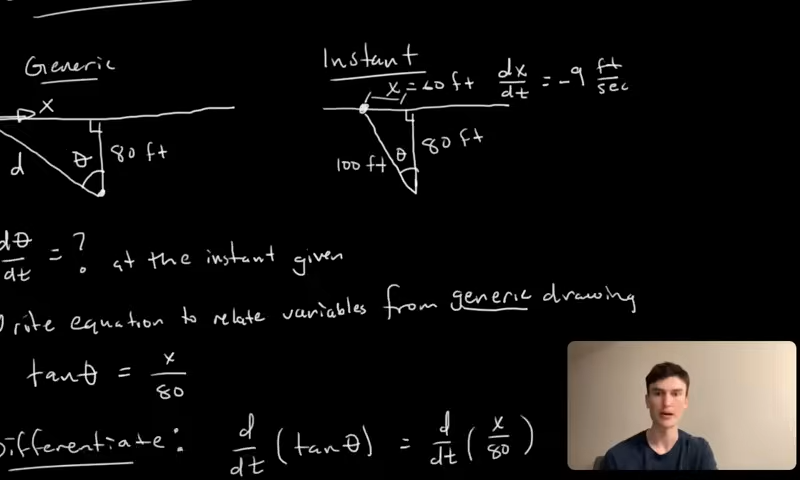 Generic
Instant
x = 60 ft dx/dt = -9 ft/sec
x
d θ 80 ft
100 ft θ 80 ft
dθ/dt = ? at the instant given
rite equation to relate variables from generic drawing
tanθ = x/80
ifferentiate: d/dt (tanθ) = d/dt (x/80)